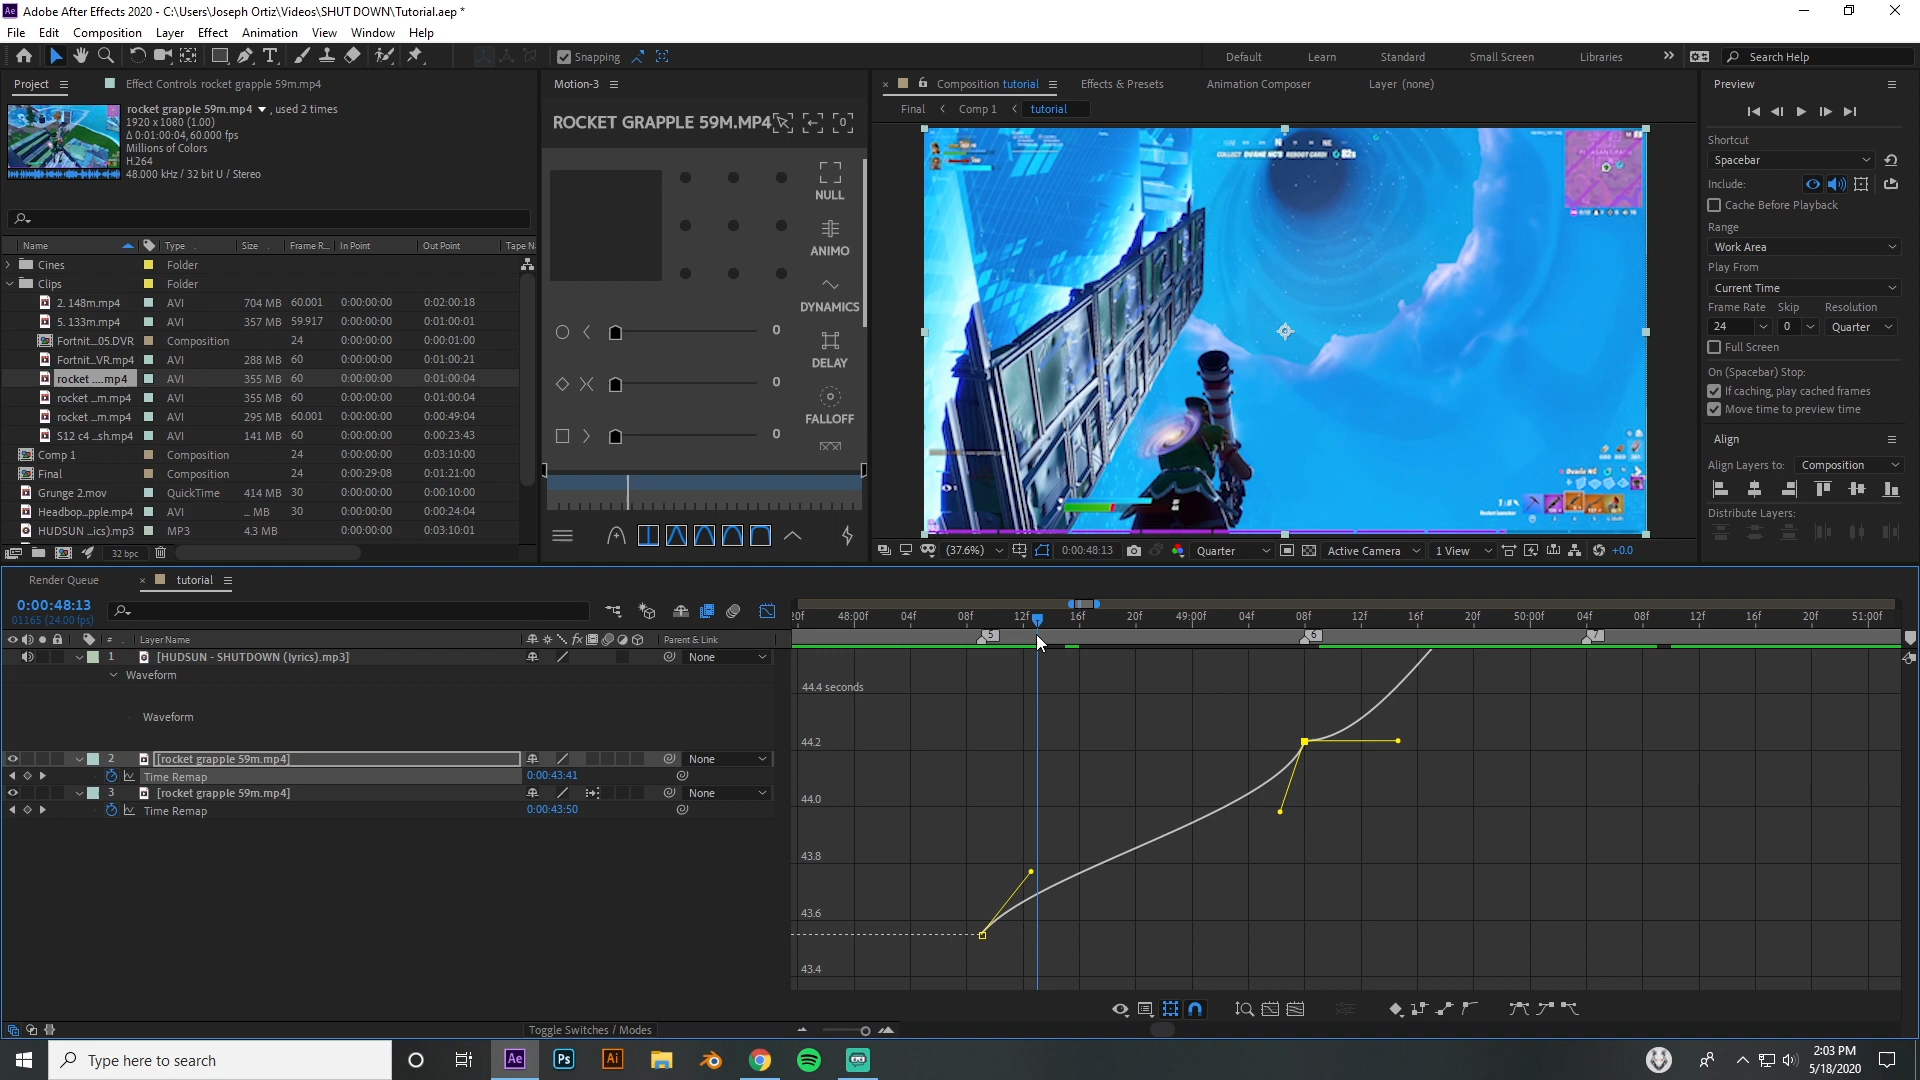 Adobe After Effects 2020 - C:\Users\Joseph Ortiz\Videos\SHUT DOWN\Tutorial.aep *
File Edit Composition Layer Effect Animation View Window Help
Snapping
Default Learn Standard Small Screen Libraries Search Help
Project
Effect Controls rocket grapple 59m.mp4
rocket grapple 59m.mp4 , used 2 times
1920 x 1080 (1.00)
Δ 0:01:00:04, 60.000 fps
Millions of Colors
H.264
48.000 kHz / 32 bit U / Stereo
Name Type Size Frame R... In Point Out Point Tape N
Cines Folder
Clips Folder
2. 148m.mp4 AVI 704 MB 60.001 0:00:00:00 0:02:00:18
5. 133m.mp4 AVI 357 MB 59.917 0:00:00:00 0:01:00:01
Fortnit...05.DVR Composition 24 0:00:00:00 0:00:01:00
Fortnit...VR.mp4 AVI 288 MB 60 0:00:00:00 0:01:00:21
rocket ....mp4 AVI 355 MB 60 0:00:00:00 0:01:00:04
rocket ...m.mp4 AVI 355 MB 60 0:00:00:00 0:01:00:04
rocket ...m.mp4 AVI 295 MB 60.001 0:00:00:00 0:00:49:04
S12 c4 ...sh.mp4 AVI 141 MB 60 0:00:00:00 0:00:23:43
Comp 1 Composition 24 0:00:00:00 0:03:10:00
Final Composition 24 0:00:29:08 0:01:21:00
Grunge 2.mov QuickTime 414 MB 30 0:00:00:00 0:00:10:00
Headbop...pple.mp4 AVI ... MB 30 0:00:00:00 0:00:24:04
HUDSUN ...ics).mp3 MP3 4.3 MB 0:00:00:00 0:03:10:01
32 bpc
Motion-3
ROCKET GRAPPLE 59M.MP4
NULL
ANIMO
DYNAMICS
DELAY
FALLOFF
0
0
0
Composition tutorial
Effects & Presets
Animation Composer
Layer (none)
Final
Comp 1
tutorial
COLLECT DUANE NC'S REBOOT CARD! 82s
(37.6%) 0:00:48:13 Quarter Active Camera 1 View +0.0
Preview
Shortcut
Spacebar
Include:
Cache Before Playback
Range
Work Area
Play From
Current Time
Frame Rate Skip Resolution
24 0 Quarter
Full Screen
On (Spacebar) Stop:
If caching, play cached frames
Move time to preview time
Align
Align Layers to: Composition
Distribute Layers:
Render Queue
tutorial
0:00:48:13
01165 (24.00 fps)
# Layer Name Parent & Link
1 [HUDSUN - SHUTDOWN (lyrics).mp3] None
Waveform
Waveform
2 [rocket grapple 59m.mp4] None
Time Remap 0:00:43:41
3 [rocket grapple 59m.mp4] None
Time Remap 0:00:43:50
20f 48:00f 04f 08f 12f 16f 20f 49:00f 04f 08f 12f 16f 20f 50:00f 04f 08f 12f 16f 20f 51:00f
5 6 7
44.4 seconds
44.2
44.0
43.8
43.6
43.4
Toggle Switches / Modes
Type here to search
2:03 PM
5/18/2020